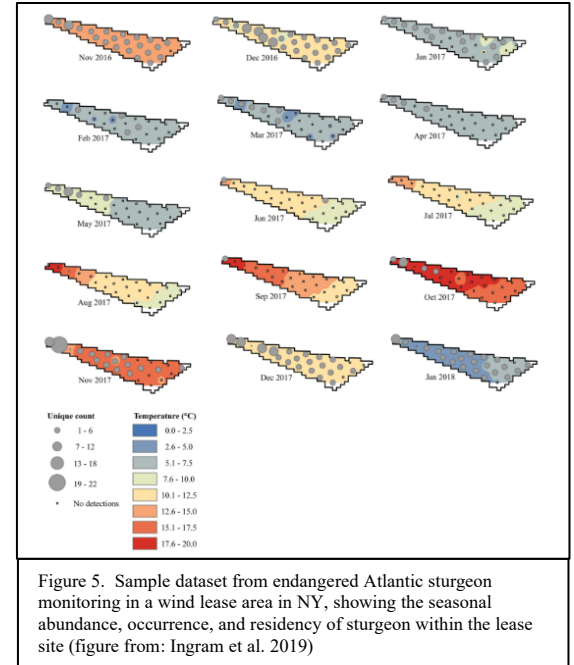 Nov 2016
Dec 2016
Jan 2017
Feb 2017
Mar 2017
Apr 2017
May 2017
Jun 2017
Jul 2017
Aug 2017
Sep 2017
Oct 2017
Nov 2017
Dec 2017
Jan 2018
Unique count
1 - 6
7 - 12
13 - 18
19 - 22
No detections
Temperature (°C)
0.0 - 2.5
2.6 - 5.0
5.1 - 7.5
7.6 - 10.0
10.1 - 12.5
12.6 - 15.0
15.1 - 17.5
17.6 - 20.0
Figure 5. Sample dataset from endangered Atlantic sturgeon
monitoring in a wind lease area in NY, showing the seasonal
abundance, occurrence, and residency of sturgeon within the lease
site (figure from: Ingram et al. 2019)